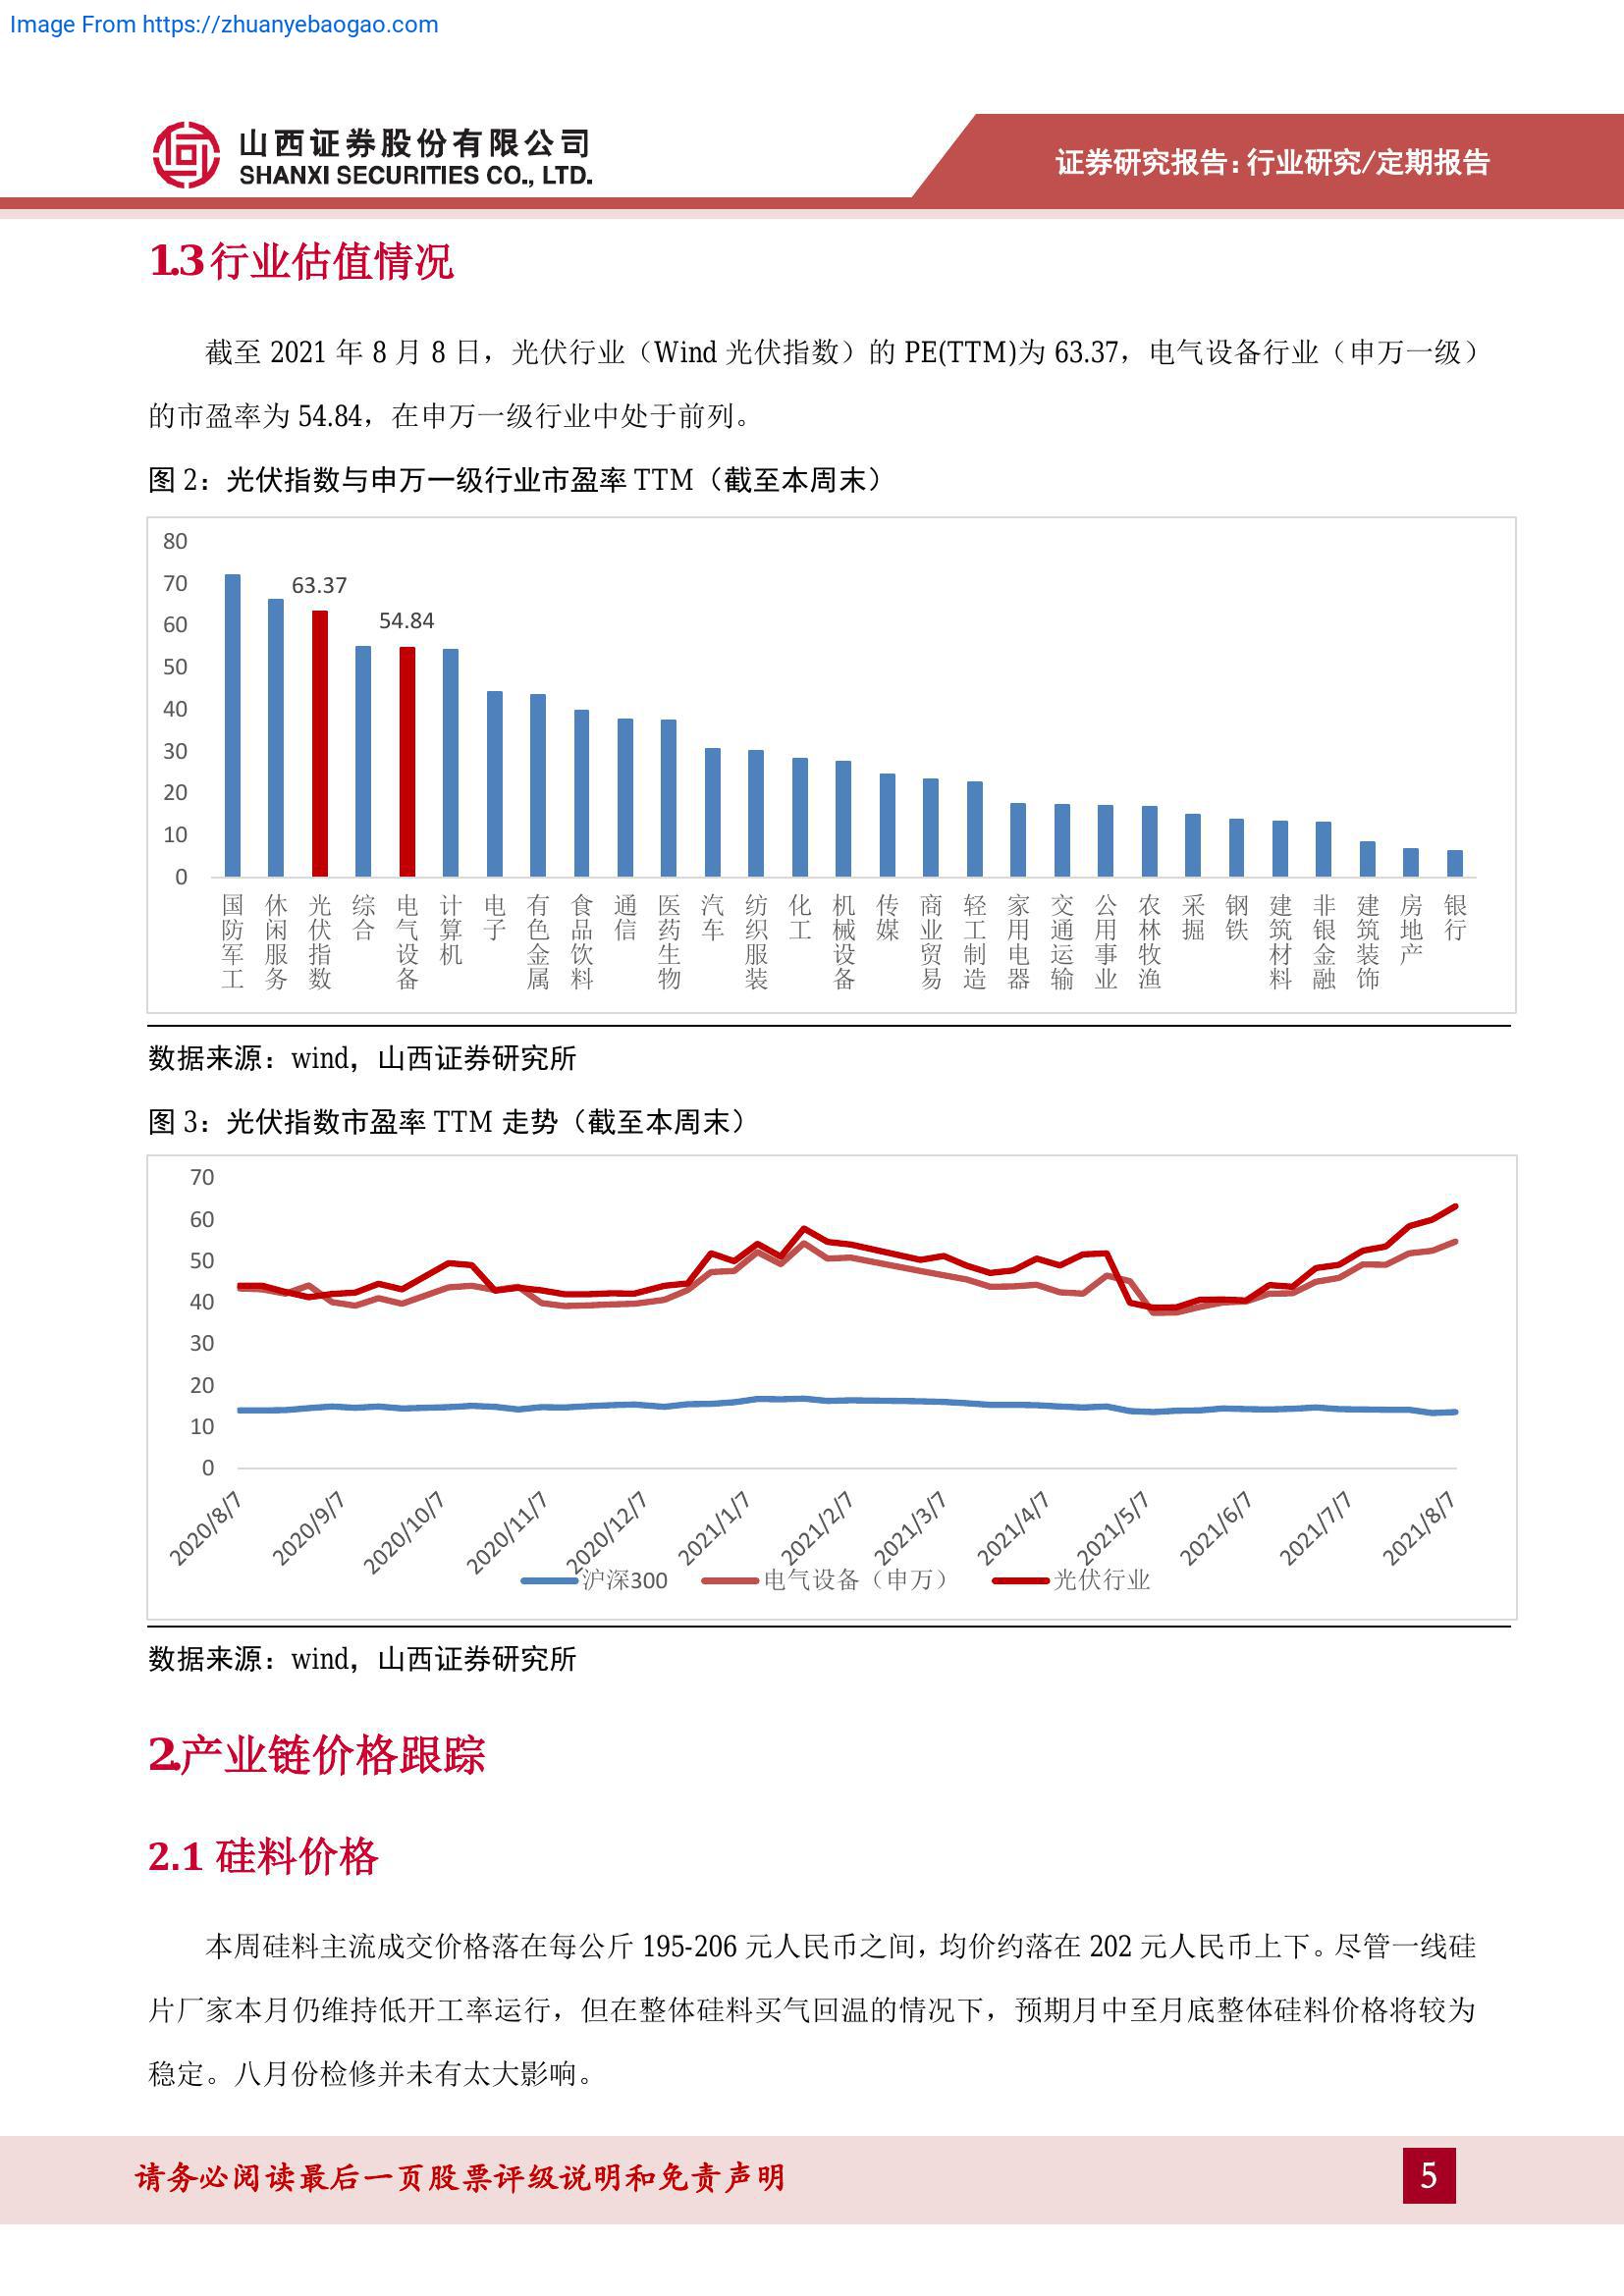 Image From https://zhuanyebaogao.com
山西证券股份有限公司
SHANXI SECURITIES CO., LTD.
证券研究报告：行业研究/定期报告
1.3 行业估值情况
截至 2021 年 8 月 8 日，光伏行业（Wind 光伏指数）的 PE(TTM)为 63.37，电气设备行业（申万一级）
的市盈率为 54.84，在申万一级行业中处于前列。
图 2：光伏指数与申万一级行业市盈率 TTM（截至本周末）
80
70
60
50
40
30
20
10
0
63.37
54.84
国防军工
休闲服务
光伏指数
综合
电气设备
计算机
电子
有色金属
食品饮料
通信
医药生物
汽车
纺织服装
化工
机械设备
传媒
商业贸易
轻工制造
家用电器
交通运输
公用事业
农林牧渔
采掘
钢铁
建筑材料
非银金融
建筑装饰
房地产
银行
数据来源：wind，山西证券研究所
图 3：光伏指数市盈率 TTM 走势（截至本周末）
70
60
50
40
30
20
10
0
2020/8/7
2020/9/7
2020/10/7
2020/11/7
2020/12/7
2021/1/7
2021/2/7
2021/3/7
2021/4/7
2021/5/7
2021/6/7
2021/7/7
2021/8/7
沪深300
电气设备（申万）
光伏行业
数据来源：wind，山西证券研究所
2.产业链价格跟踪
2.1 硅料价格
本周硅料主流成交价格落在每公斤 195-206 元人民币之间，均价约落在 202 元人民币上下。尽管一线硅
片厂家本月仍维持低开工率运行，但在整体硅料买气回温的情况下，预期月中至月底整体硅料价格将较为
稳定。八月份检修并未有太大影响。
请务必阅读最后一页股票评级说明和免责声明
5